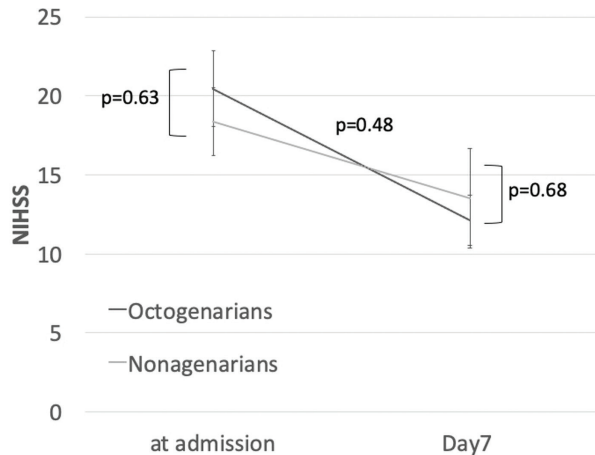 25
20
15
10
5
0
NIHSS
p=0.63
p=0.48
p=0.68
Octogenarians
Nonagenarians
at admission
Day7